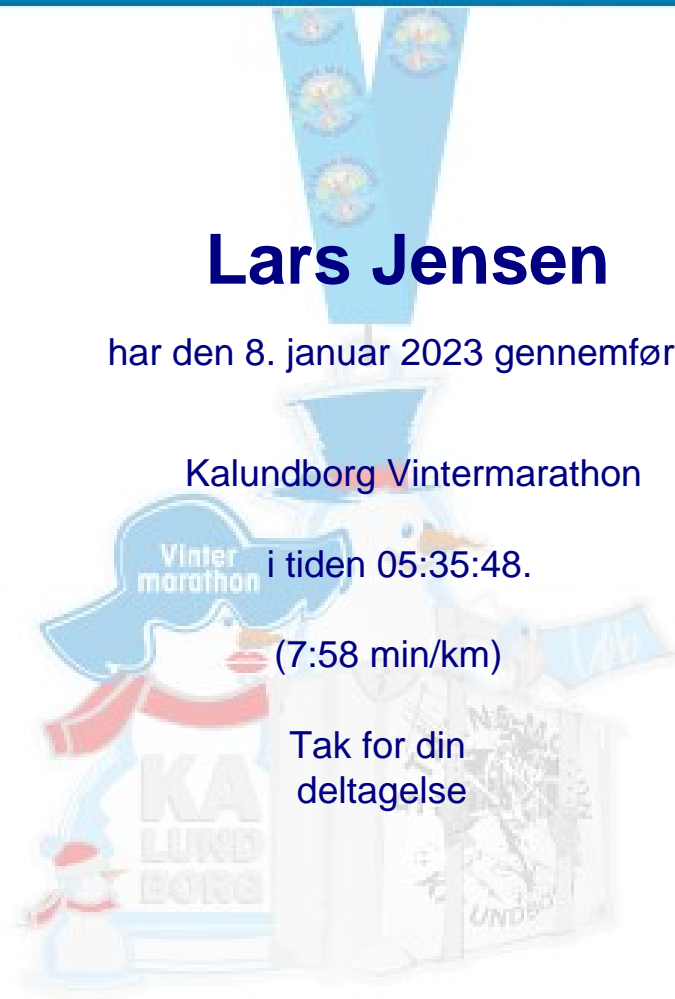 Lars Jensen
har den 8. januar 2023 gennemfør
Kalundborg Vintermarathon
Vinter
marathon
i tiden 05:35:48.
(7:58 min/km)
Tak for din
deltagelse
KA
LUND
BORG